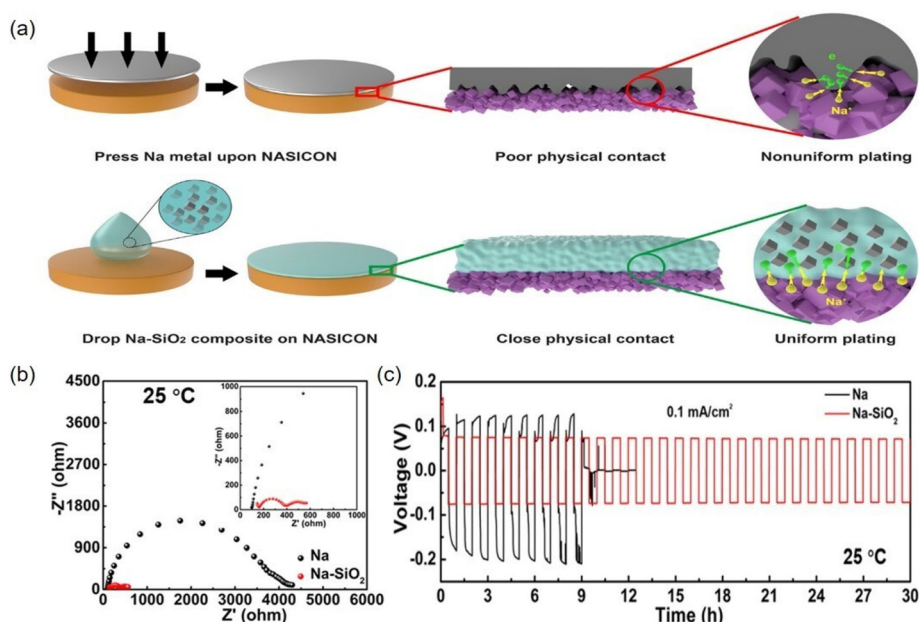 (a)
Press Na metal upon NASICON
Poor physical contact
e
Na⁺
Nonuniform plating
Drop Na-SiO₂ composite on NASICON
Close physical contact
Na⁺
Uniform plating
(b)
25 °C
-Z'' (ohm)
4500
3600
2700
1800
900
0
0 1000 2000 3000 4000 5000 6000
Z' (ohm)
-Z'' (ohm)
1000
800
600
400
200
0
0 200 400 600 800 1000
Z' (ohm)
Na
Na-SiO₂
(c)
Voltage (V)
0.2
0.1
0.0
-0.1
-0.2
0.1 mA/cm²
Na
Na-SiO₂
25 °C
0 3 6 9 12 15 18 21 24 27 30
Time (h)